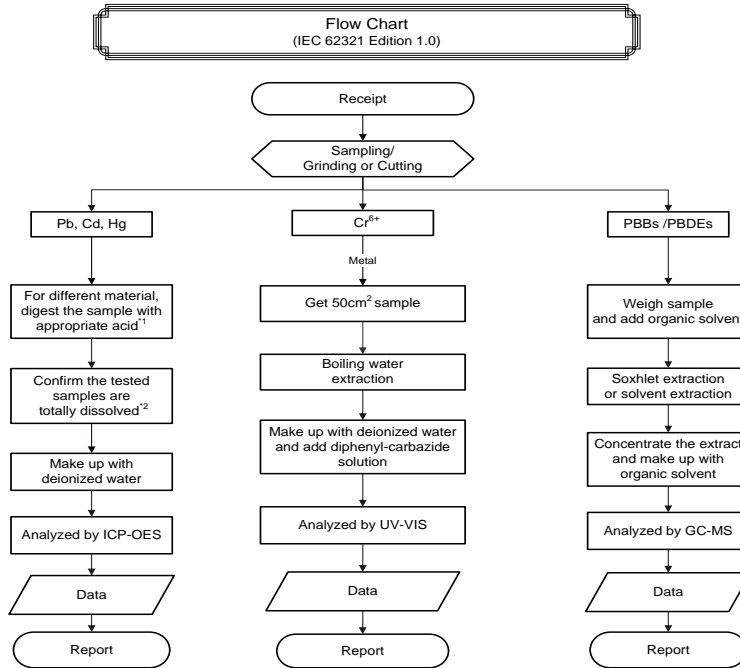 Flow Chart
(IEC 62321 Edition 1.0)
Receipt
Sampling/
Grinding or Cutting
Pb, Cd, Hg
For different material,
digest the sample with
appropriate acid*1
Confirm the tested
samples are
totally dissolved*2
Make up with
deionized water
Analyzed by ICP-OES
Data
Report
Cr6+
Metal
Get 50cm2 sample
Boiling water
extraction
Make up with deionized water
and add diphenyl-carbazide
solution
Analyzed by UV-VIS
Data
Report
PBBs /PBDEs
Weigh sample
and add organic solvent
Soxhlet extraction
or solvent extraction
Concentrate the extract
and make up with
organic solvent
Analyzed by GC-MS
Data
Report